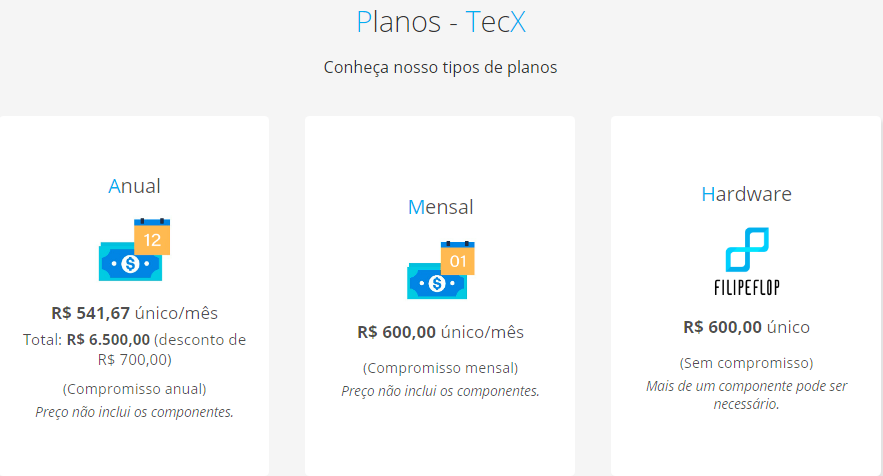 Planos - TecX
Conheça nosso tipos de planos
Anual
12
R$ 541,67 único/mês
Total: R$ 6.500,00 (desconto de
R$ 700,00)
(Compromisso anual)
Preço não inclui os componentes.
Mensal
01
R$ 600,00 único/mês
(Compromisso mensal)
Preço não inclui os componentes.
Hardware
FILIPEFLOP
R$ 600,00 único
(Sem compromisso)
Mais de um componente pode ser
necessário.